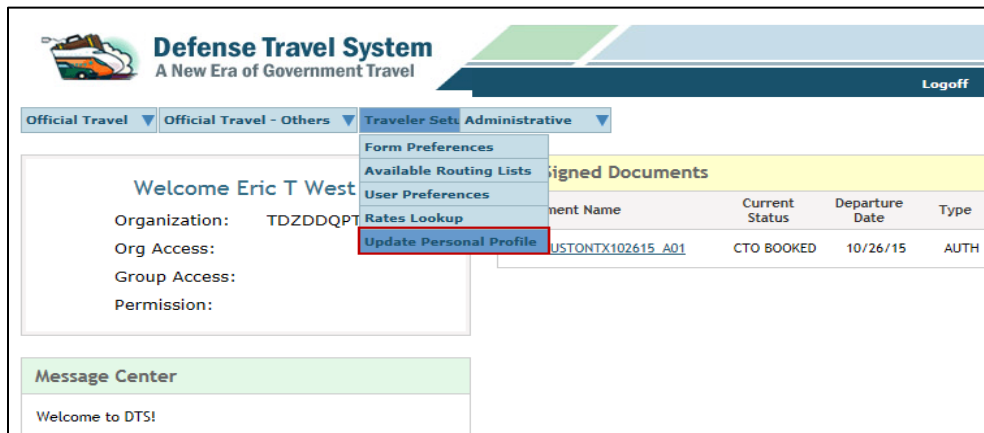 Defense Travel System
A New Era of Government Travel
Logoff
Official Travel
Official Travel - Others
Traveler Setu
Administrative
Form Preferences
Available Routing Lists
User Preferences
Rates Lookup
Update Personal Profile
Welcome Eric T West
Organization: TDZDDQPT
Org Access:
Group Access:
Permission:
igned Documents
ment Name Current Status Departure Date Type
USTONTX102615_A01 CTO BOOKED 10/26/15 AUTH
Message Center
Welcome to DTS!